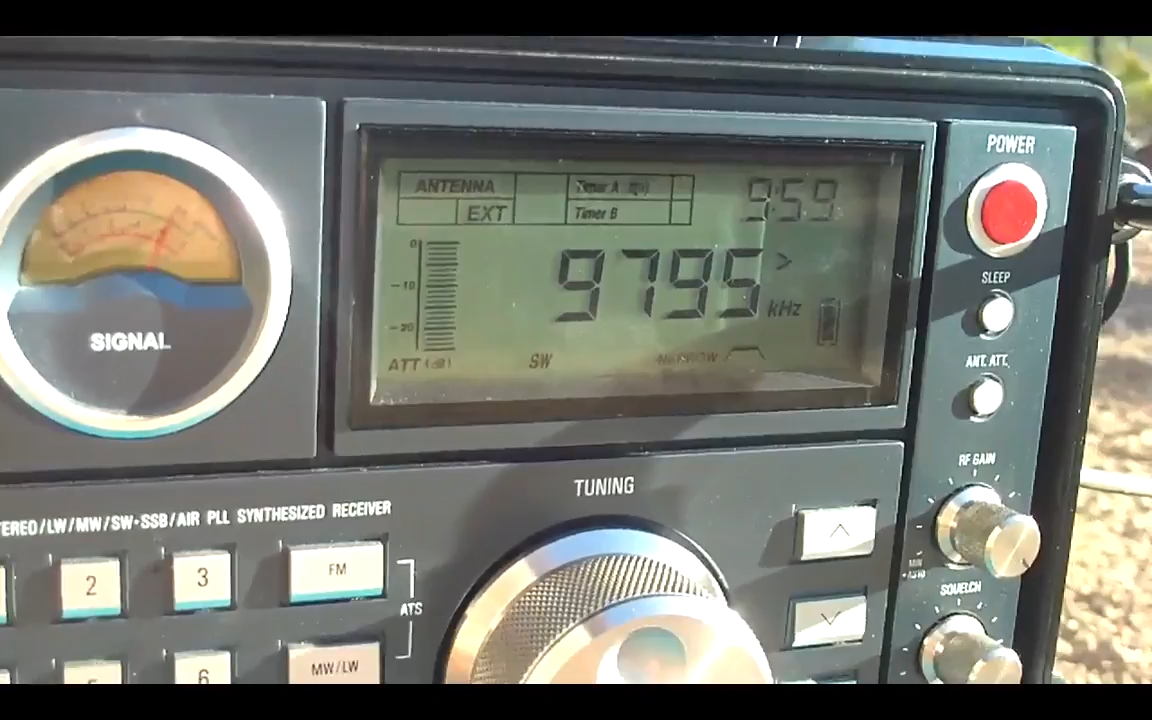 POWER
ANTENNA
Timer A
9:59
EXT
Timer B
SLEEP
0
9795 >
-10
kHz
-20
SIGNAL
ATT (dB)
SW
NARROW
ANT. ATT.
RF GAIN
TUNING
TEREO/LW/MW/SW-SSB/AIR PLL SYNTHESIZED RECEIVER
2
3
FM
ATS
MIN
SQUELCH
6
MW/LW